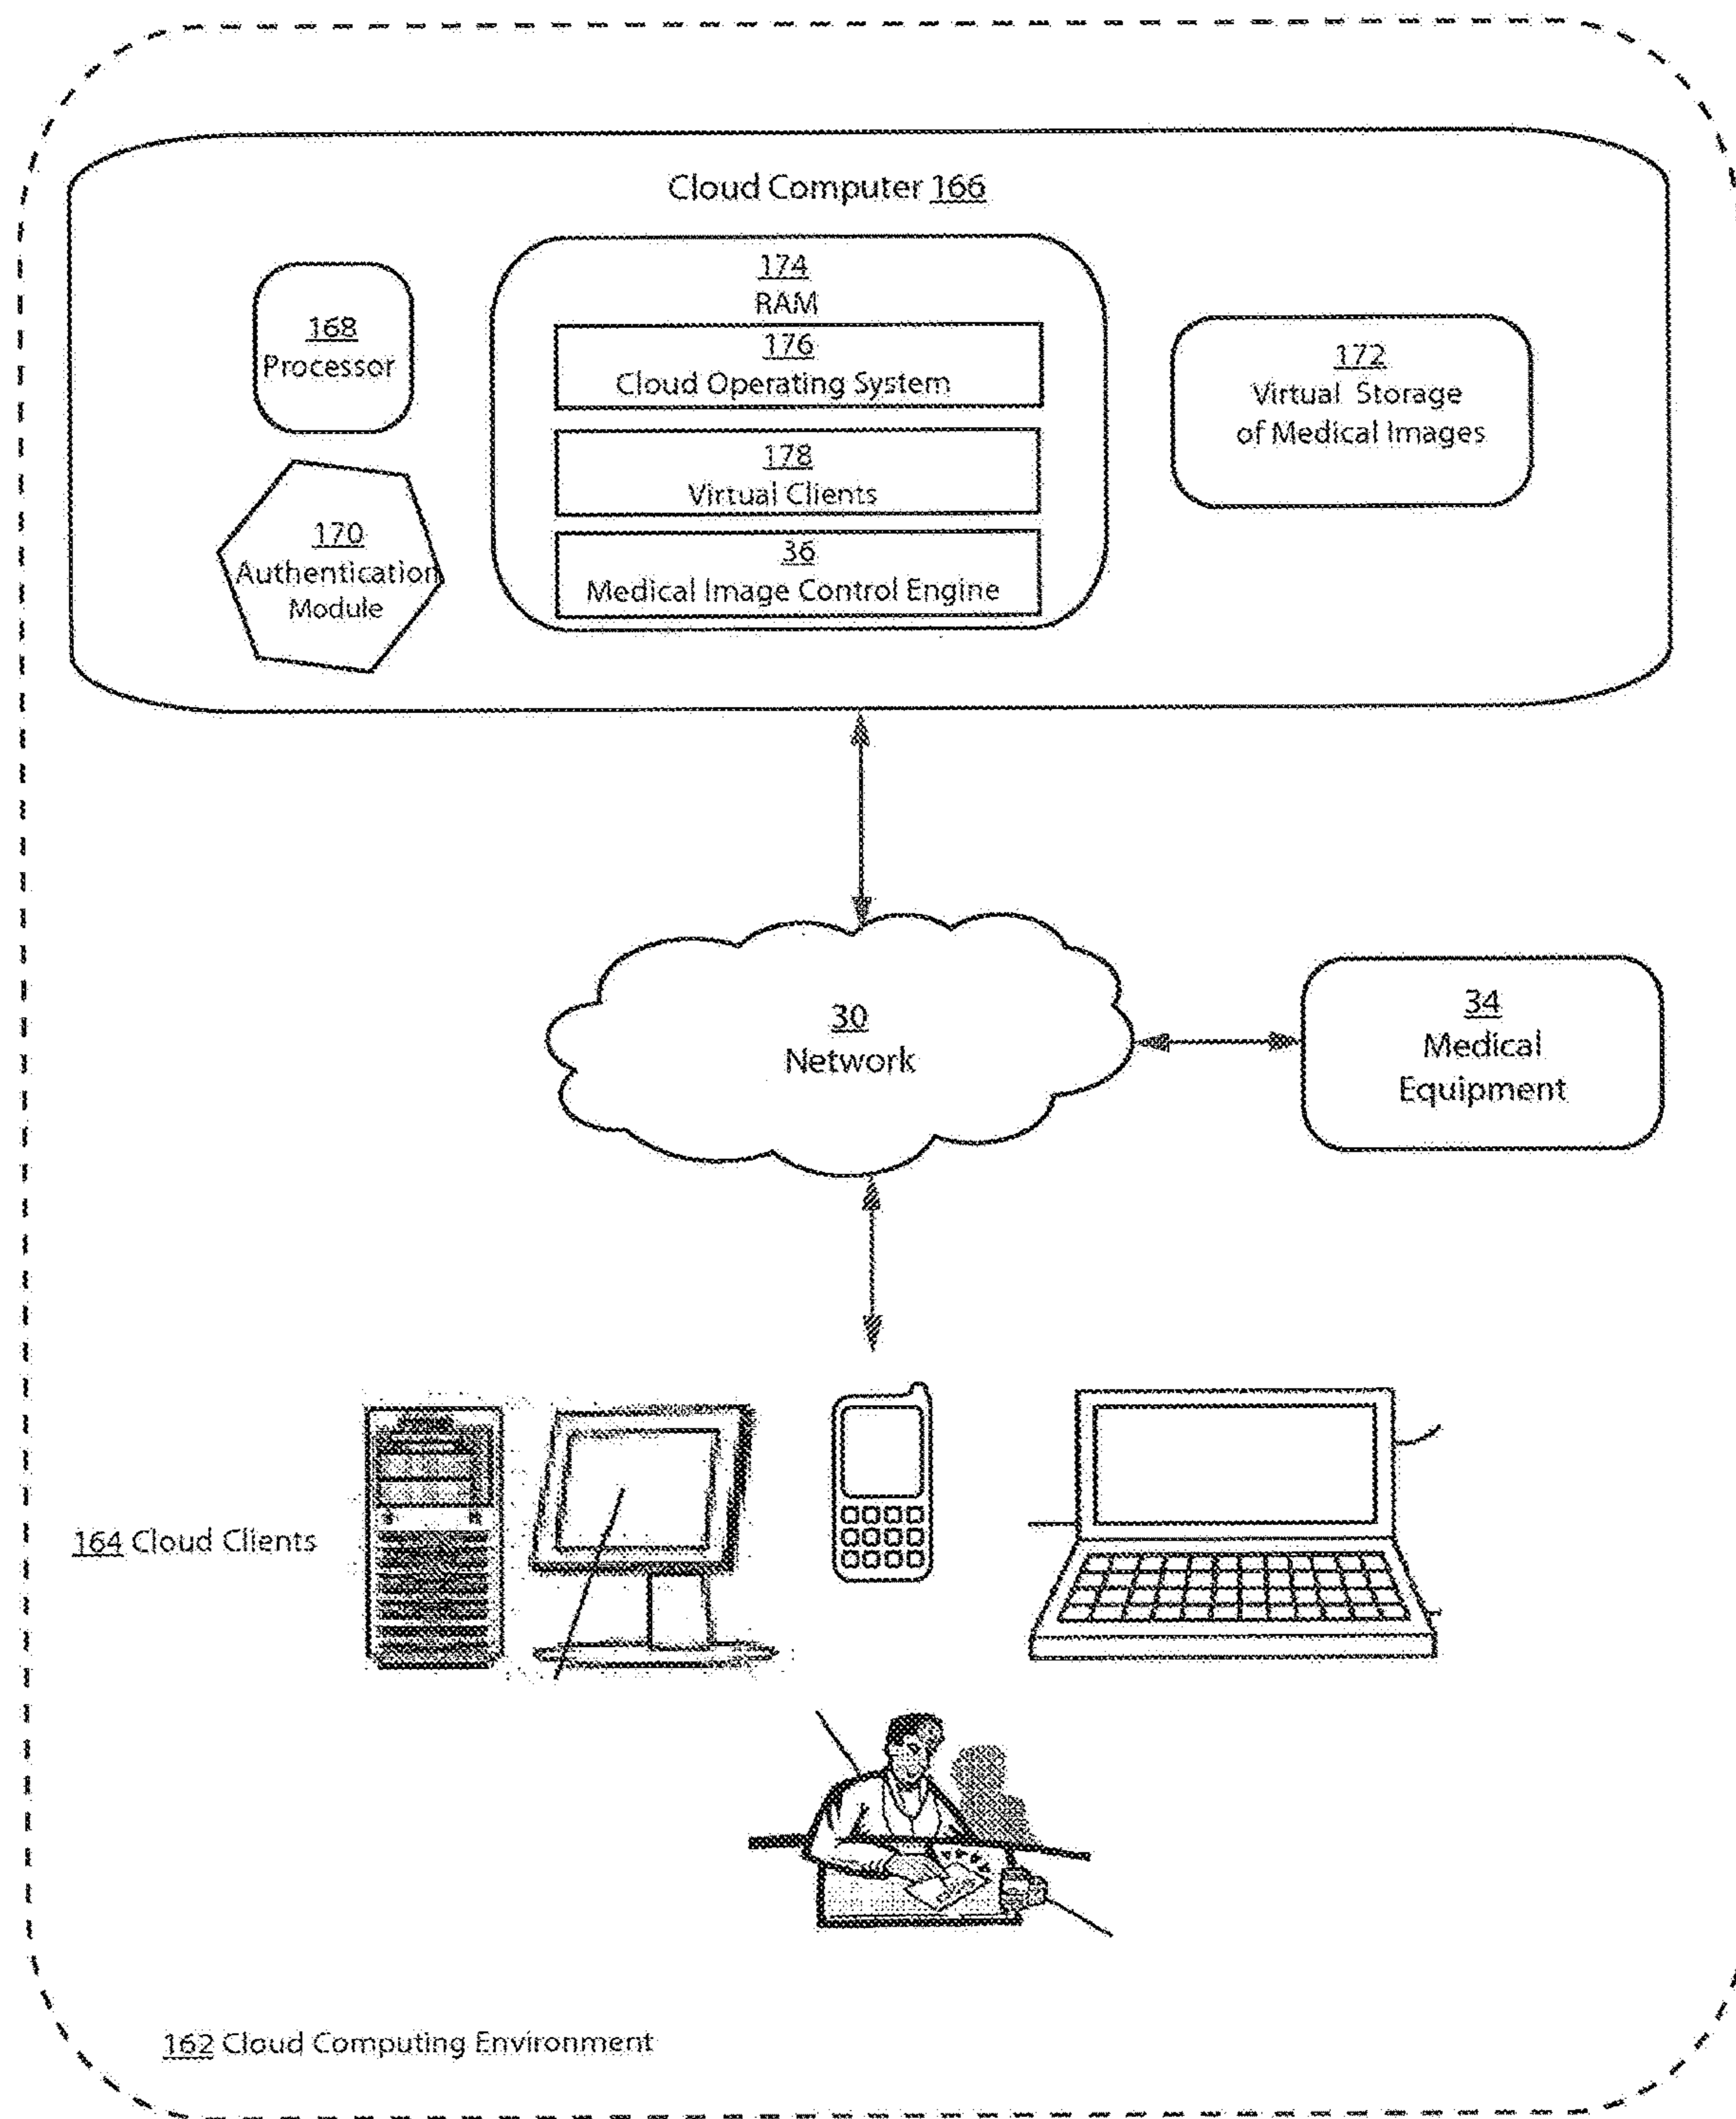 Cloud Computer 166
168
Processor
170
Authentication
Module
174
RAM
176
Cloud Operating System
178
Virtual Clients
36
Medical Image Control Engine
172
Virtual Storage
of Medical Images
30
Network
34
Medical
Equipment
164 Cloud Clients
162 Cloud Computing Environment